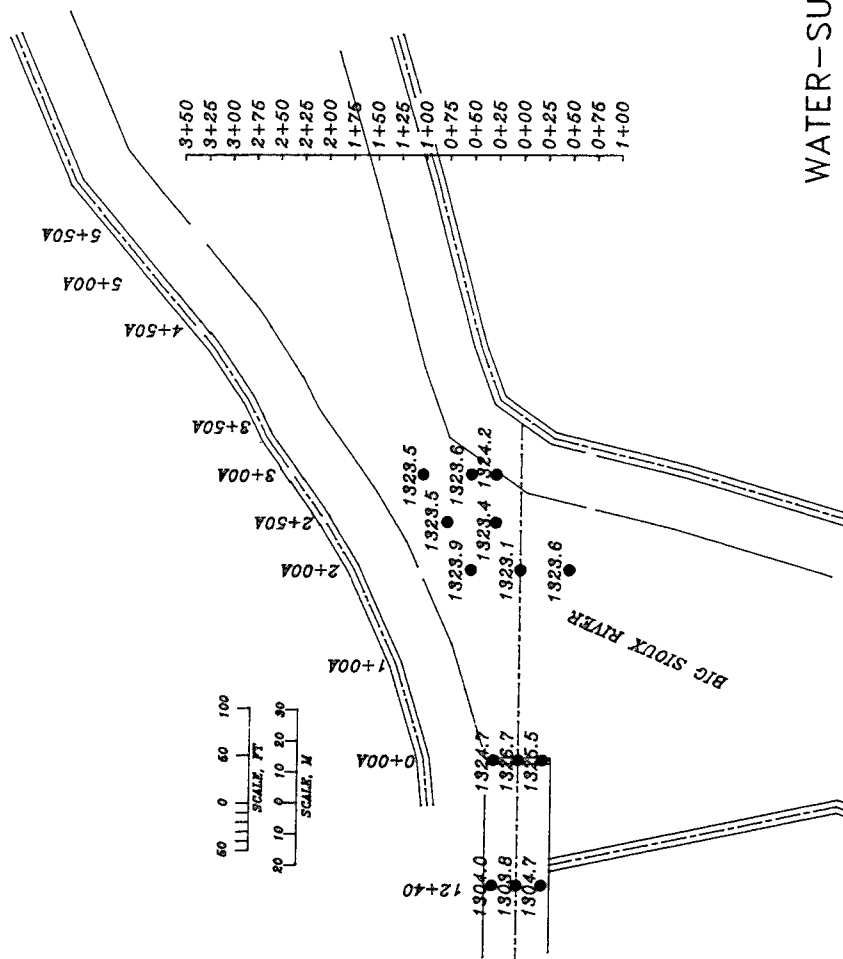 WATER-SU
3+50
3+25
3+00
2+75
2+50
2+25
2+00
1+75
1+50
1+25
1+00
0+75
0+50
0+25
0+00
0+25
0+50
0+75
1+00
5+50A
5+00A
4+50A
3+50A
3+00A
2+50A
2+00A
1+00A
0+00A
12+40
1323.5
1323.6
1324.2
1323.5
1323.4
1323.9
1323.1
1323.6
BIG SIOUX RIVER
1324.7
1326.7
1326.5
1304.0
1303.8
1304.7
50 0 50 100
SCALE, FT
20 10 0 10 20 30
SCALE, M